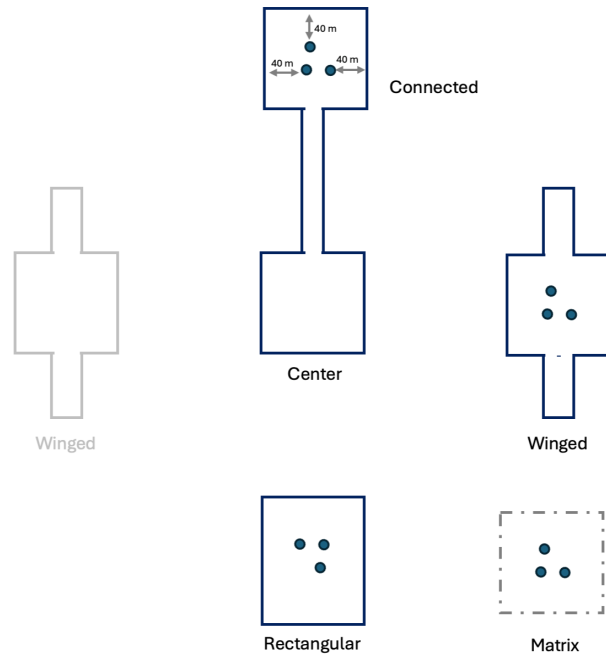 40 m
40 m
40 m
Connected
Center
Winged
Winged
Rectangular
Matrix